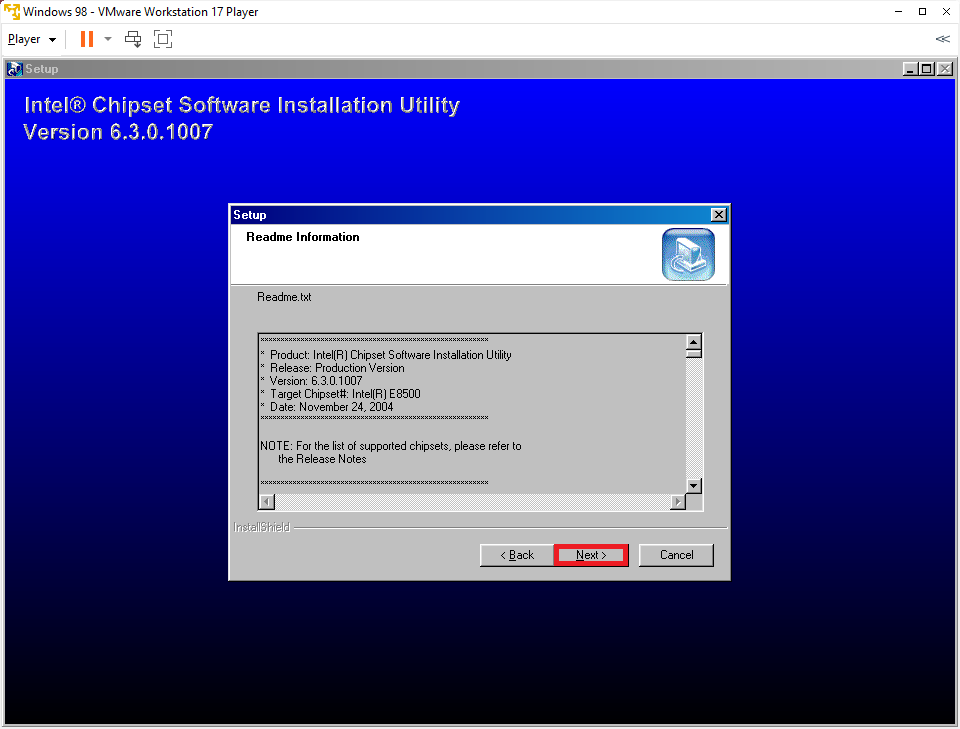 Windows 98 - VMware Workstation 17 Player
Player
Setup
Intel® Chipset Software Installation Utility
Version 6.3.0.1007
Setup
Readme Information
Readme.txt
************************************************************
* Product: Intel(R) Chipset Software Installation Utility
* Release: Production Version
* Version: 6.3.0.1007
* Target Chipset#: Intel(R) E8500
* Date: November 24, 2004
************************************************************
NOTE: For the list of supported chipsets, please refer to
the Release Notes
************************************************************
InstallShield
< Back
Next >
Cancel